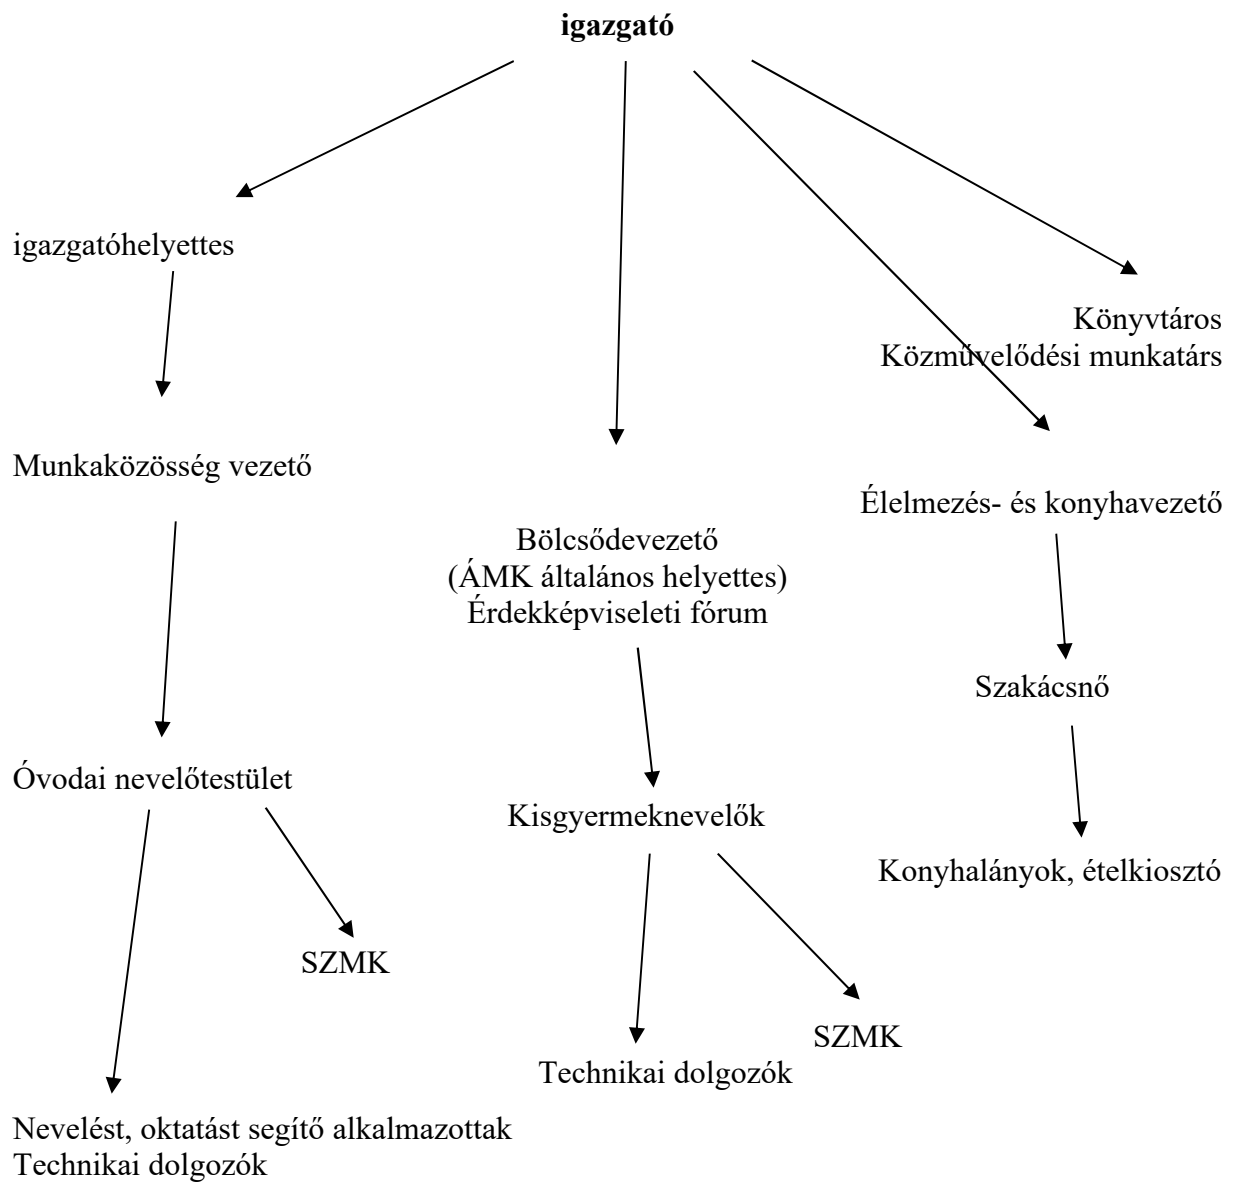 igazgató
igazgatóhelyettes
Könyvtáros
Közművelődési munkatárs
Munkaközösség vezető
Élelmezés- és konyhavezető
Bölcsődevezető
(ÁMK általános helyettes)
Érdekképviseleti fórum
Szakácsnő
Óvodai nevelőtestület
Kisgyermeknevelők
Konyhalányok, ételkiosztó
SZMK
SZMK
Technikai dolgozók
Nevelést, oktatást segítő alkalmazottak
Technikai dolgozók